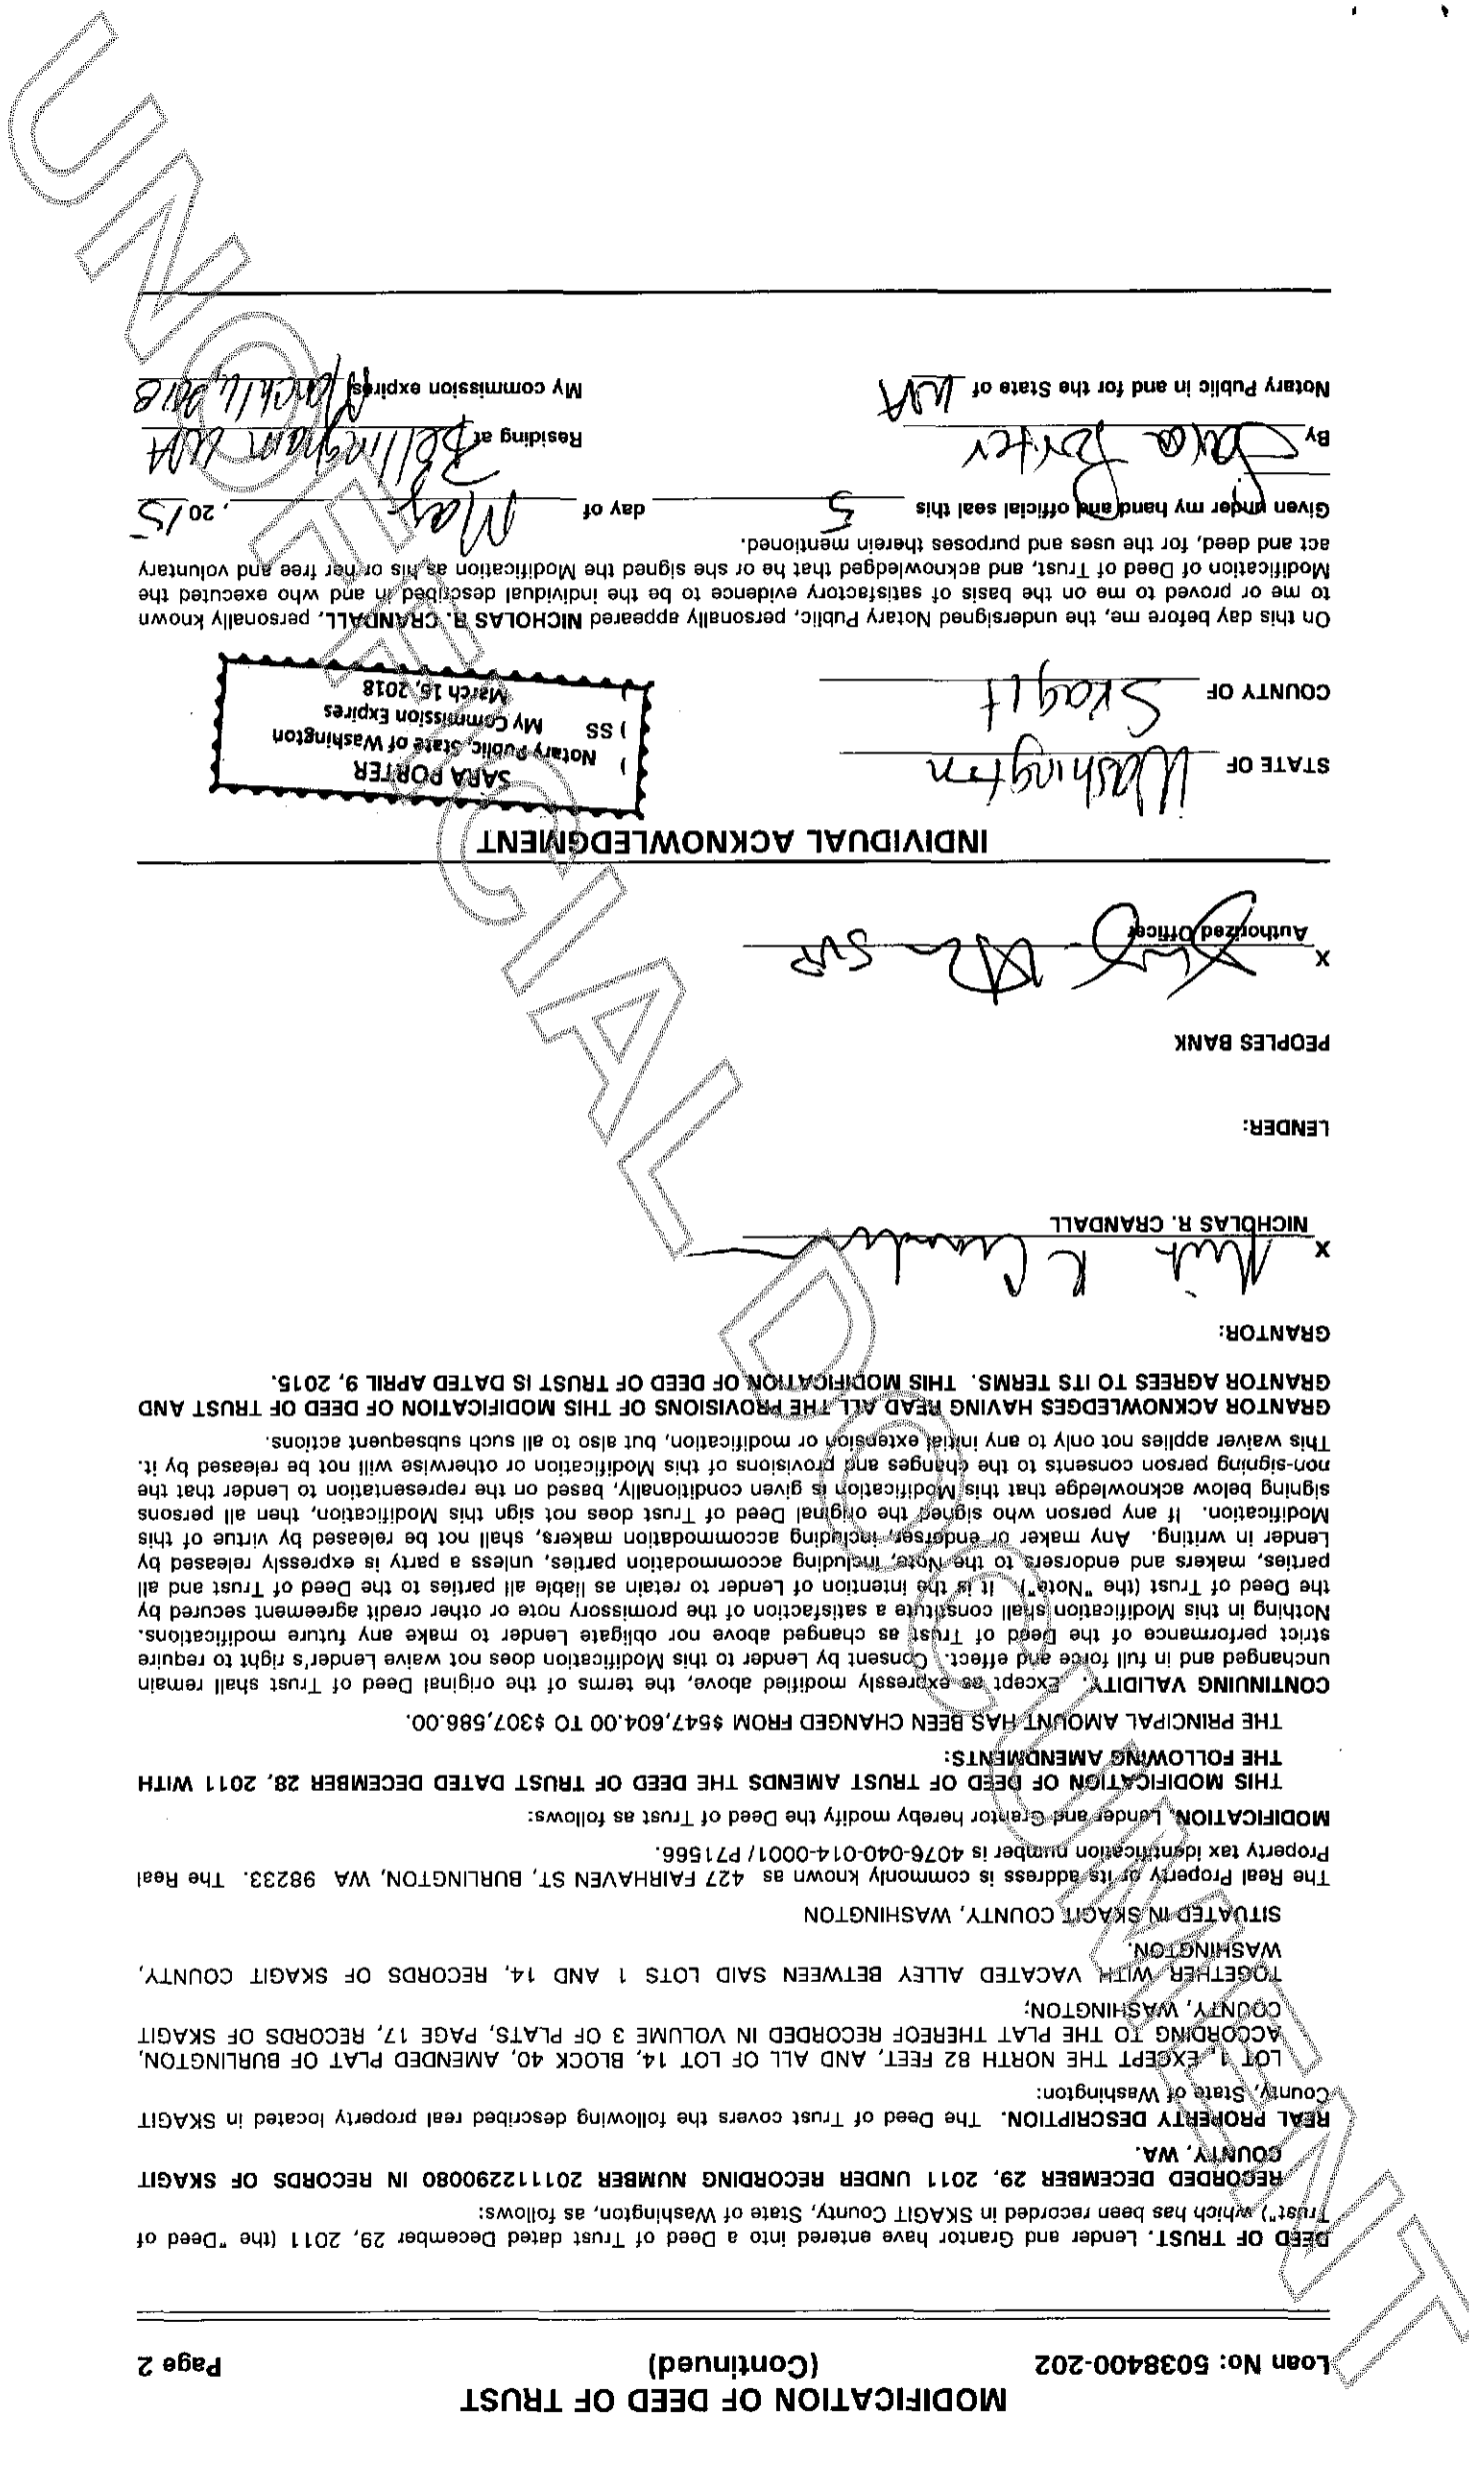 MODIFICATION OF DEED OF TRUST
Loan No: 5038400-202 (Continued) Page 2
DEED OF TRUST. Lender and Grantor have entered into a Deed of Trust dated December 29, 2011 (the "Deed of
Trust") which has been recorded in SKAGIT County, State of Washington, as follows:
RECORDED DECEMBER 29, 2011 UNDER RECORDING NUMBER 201112290080 IN RECORDS OF SKAGIT
COUNTY, WA.
REAL PROPERTY DESCRIPTION. The Deed of Trust covers the following described real property located in SKAGIT
County, State of Washington:
LOT 1, EXCEPT THE NORTH 82 FEET, AND ALL OF LOT 14, BLOCK 40, AMENDED PLAT OF BURLINGTON,
ACCORDING TO THE PLAT THEREOF RECORDED IN VOLUME 3 OF PLATS, PAGE 17, RECORDS OF SKAGIT
COUNTY, WASHINGTON;
TOGETHER WITH VACATED ALLEY BETWEEN SAID LOTS 1 AND 14, RECORDS OF SKAGIT COUNTY,
WASHINGTON.
SITUATED IN SKAGIT COUNTY, WASHINGTON
The Real Property or its address is commonly known as 427 FAIRHAVEN ST, BURLINGTON, WA 98233. The Real
Property tax identification number is 4076-040-014-0001/ P71566.
MODIFICATION. Lender and Grantor hereby modify the Deed of Trust as follows:
THIS MODIFICATION OF DEED OF TRUST AMENDS THE DEED OF TRUST DATED DECEMBER 28, 2011 WITH
THE FOLLOWING AMENDMENTS:
THE PRINCIPAL AMOUNT HAS BEEN CHANGED FROM $547,604.00 TO $307,586.00.
CONTINUING VALIDITY. Except as expressly modified above, the terms of the original Deed of Trust shall remain
unchanged and in full force and effect. Consent by Lender to this Modification does not waive Lender's right to require
strict performance of the Deed of Trust as changed above nor obligate Lender to make any future modifications.
Nothing in this Modification shall constitute a satisfaction of the promissory note or other credit agreement secured by
the Deed of Trust (the "Note") It is the intention of Lender to retain as liable all parties to the Deed of Trust and all
parties, makers and endorsers to the Note, including accommodation parties, unless a party is expressly released by
Lender in writing. Any maker or endorser, including accommodation makers, shall not be released by virtue of this
Modification. If any person who signed the original Deed of Trust does not sign this Modification, then all persons
signing below acknowledge that this Modification is given conditionally, based on the representation to Lender that the
non-signing person consents to the changes and provisions of this Modification or otherwise will not be released by it.
This waiver applies not only to any initial extension or modification, but also to all such subsequent actions.
GRANTOR ACKNOWLEDGES HAVING READ ALL THE PROVISIONS OF THIS MODIFICATION OF DEED OF TRUST AND
GRANTOR AGREES TO ITS TERMS. THIS MODIFICATION OF DEED OF TRUST IS DATED APRIL 9, 2015.
GRANTOR:
X
NICHOLAS R. CRANDALL
LENDER:
PEOPLES BANK
X SVP
Authorized Officer
INDIVIDUAL ACKNOWLEDGMENT
STATE OF Washington )
COUNTY OF Skagit ) SS
)
SARA PORTER
Notary Public, State of Washington
My Commission Expires
March 15, 2018
On this day before me, the undersigned Notary Public, personally appeared NICHOLAS R. CRANDALL, personally known
to me or proved to me on the basis of satisfactory evidence to be the individual described in and who executed the
Modification of Deed of Trust, and acknowledged that he or she signed the Modification as his or her free and voluntary
act and deed, for the uses and purposes therein mentioned.
Given under my hand and official seal this 5 day of May, 2015
By Sara Porter Residing at Bellingham WA
Notary Public in and for the State of WA My commission expires March 2018
UNOFFICIAL DOCUMENT